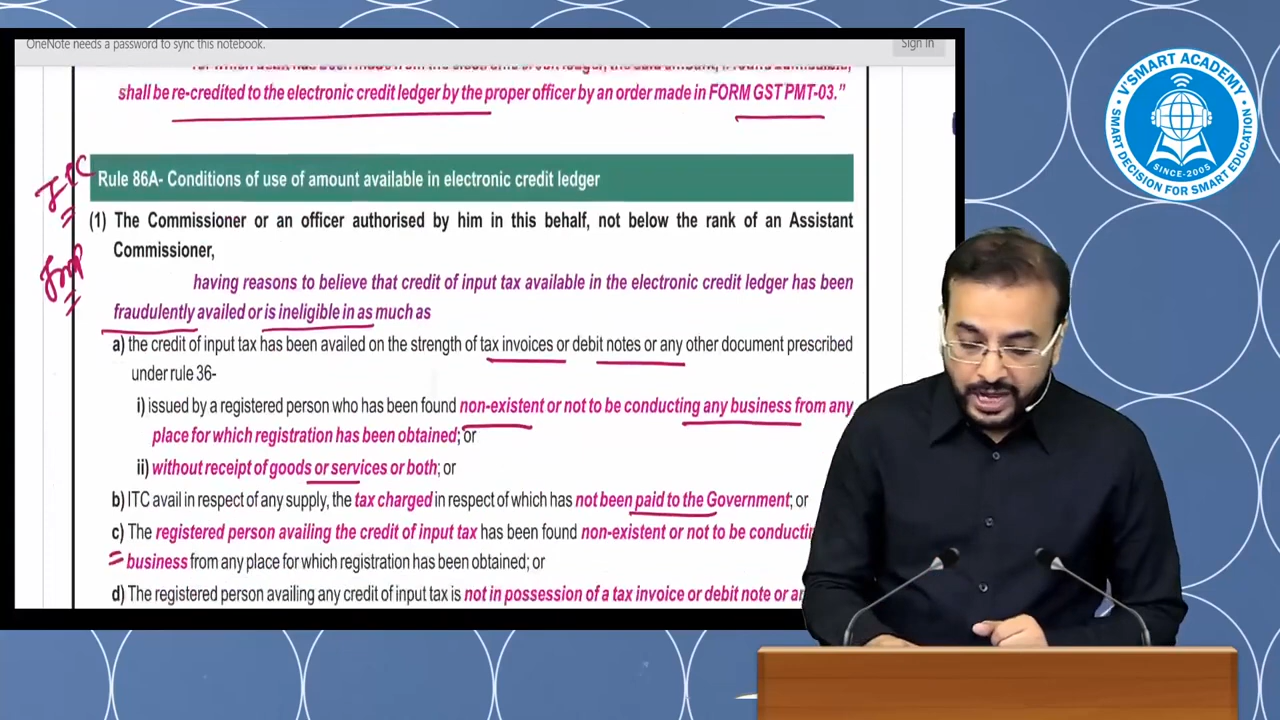 OneNote needs a password to sync this notebook.
Sign In
shall be re-credited to the electronic credit ledger by the proper officer by an order made in FORM GST PMT-03."
ITC
Imp
Rule 86A- Conditions of use of amount available in electronic credit ledger
(1) The Commissioner or an officer authorised by him in this behalf, not below the rank of an Assistant
Commissioner,
having reasons to believe that credit of input tax available in the electronic credit ledger has been
fraudulently availed or is ineligible in as much as
a) the credit of input tax has been availed on the strength of tax invoices or debit notes or any other document prescribed
under rule 36-
i) issued by a registered person who has been found non-existent or not to be conducting any business from any
place for which registration has been obtained; or
ii) without receipt of goods or services or both; or
b) ITC avail in respect of any supply, the tax charged in respect of which has not been paid to the Government; or
c) The registered person availing the credit of input tax has been found non-existent or not to be
business from any place for which registration has been obtained; or
d) The registered person availing any credit of input tax is not in possession of a tax invoice or debit note or
V'SMART ACADEMY
SINCE-2005
SMART DECISION FOR SMART EDUCATION